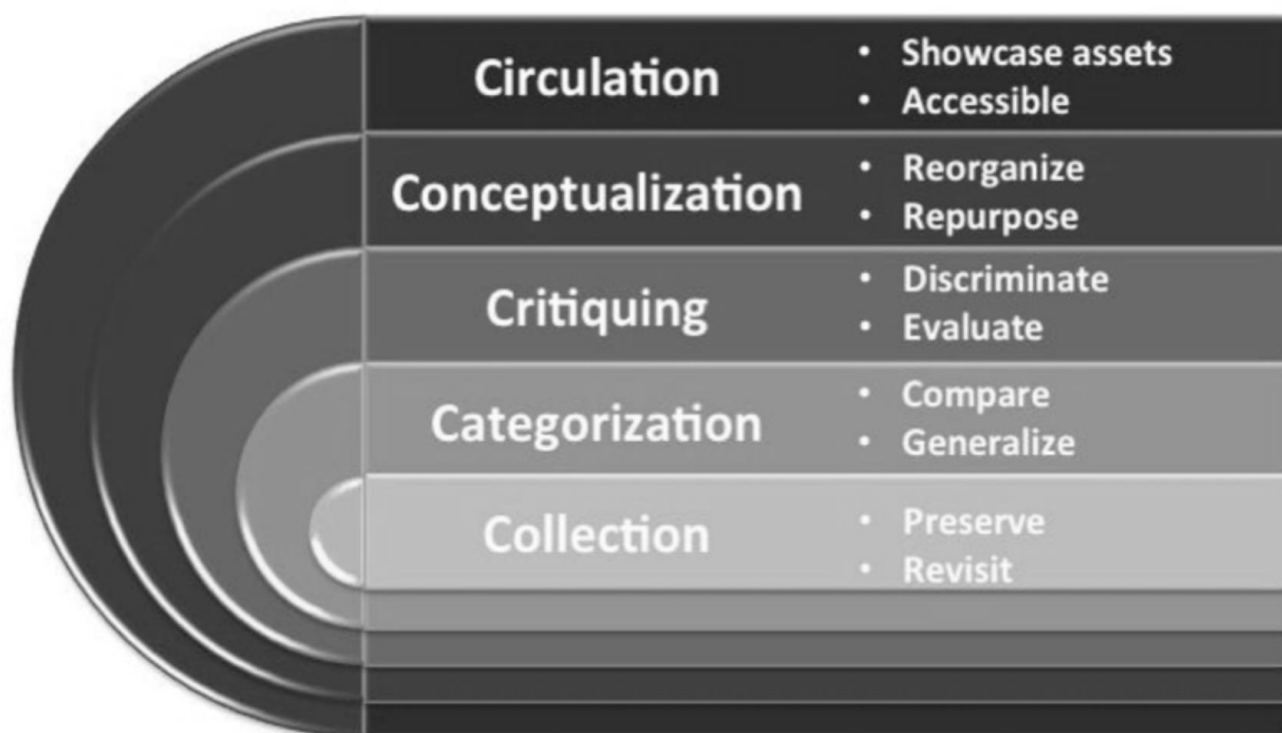 Circulation
• Showcase assets
• Accessible
Conceptualization
• Reorganize
• Repurpose
Critiquing
• Discriminate
• Evaluate
Categorization
• Compare
• Generalize
Collection
• Preserve
• Revisit